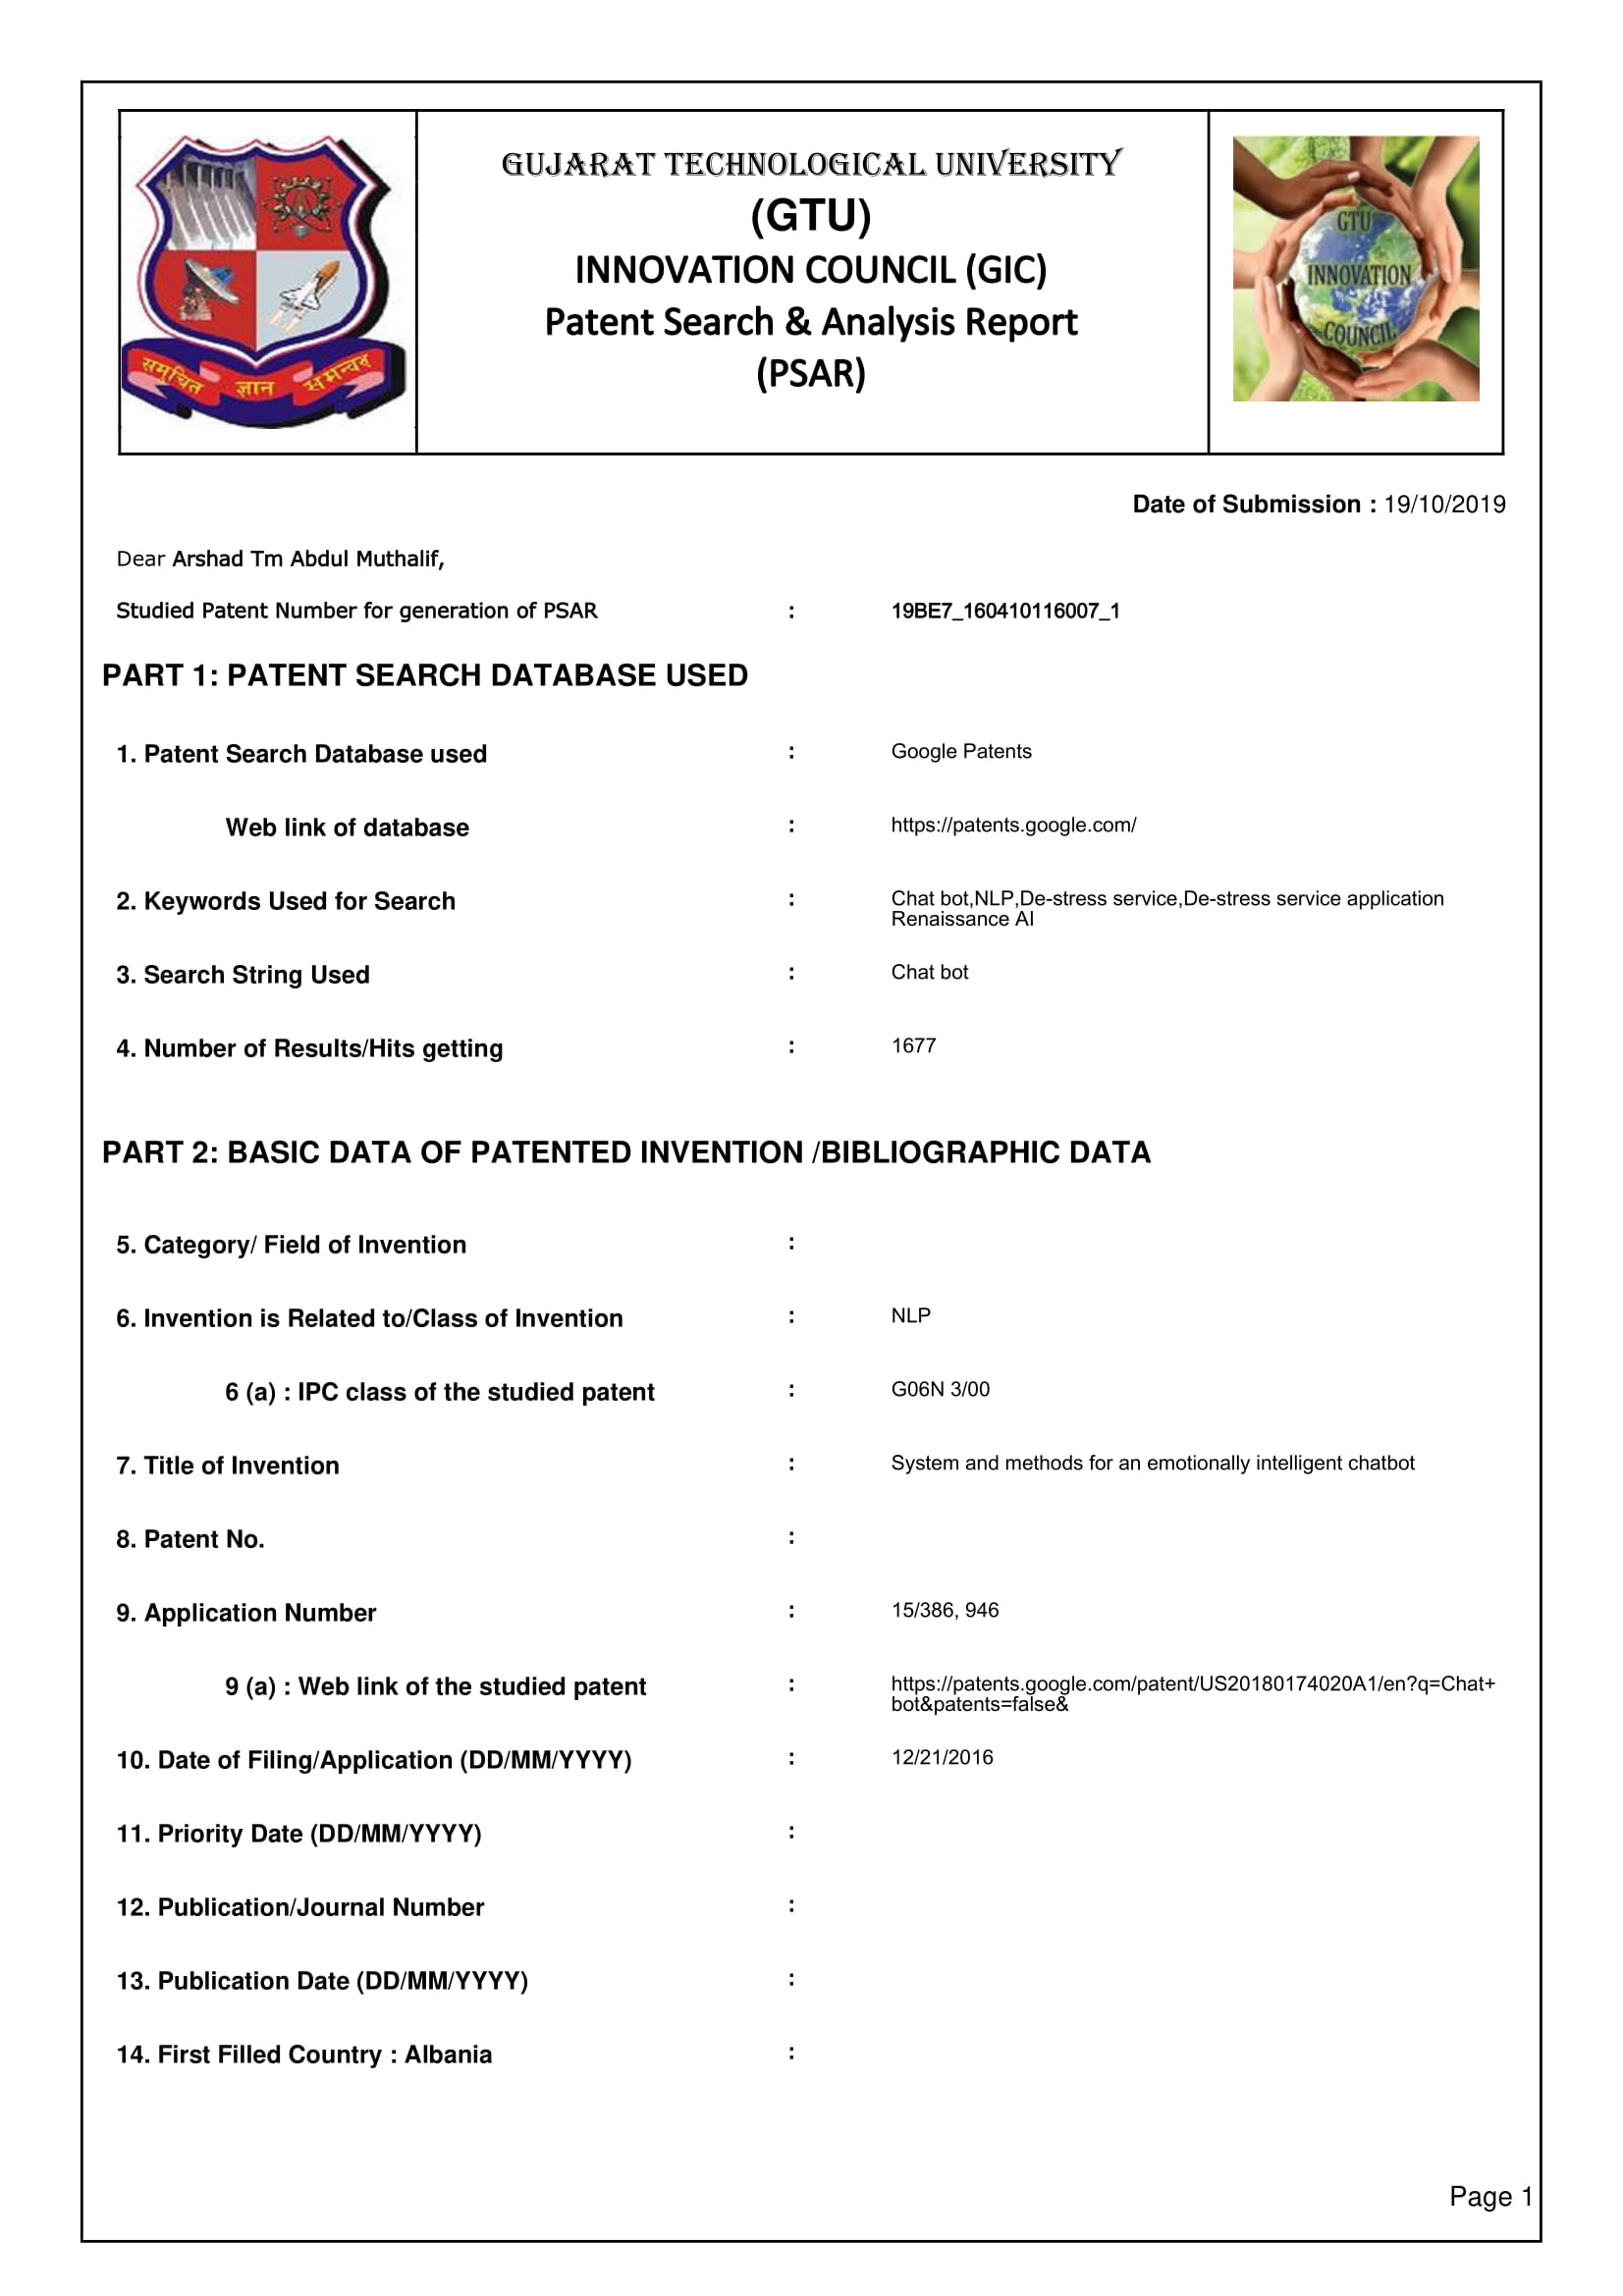 समुचित ज्ञान समन्वय
GUJARAT TECHNOLOGICAL UNIVERSITY
(GTU)
INNOVATION COUNCIL (GIC)
Patent Search & Analysis Report
(PSAR)
GTU
INNOVATION
COUNCIL
Date of Submission : 19/10/2019
Dear Arshad Tm Abdul Muthalif,
Studied Patent Number for generation of PSAR : 19BE7_160410116007_1
PART 1: PATENT SEARCH DATABASE USED
1. Patent Search Database used : Google Patents
Web link of database : https://patents.google.com/
2. Keywords Used for Search : Chat bot,NLP,De-stress service,De-stress service application
Renaissance AI
3. Search String Used : Chat bot
4. Number of Results/Hits getting : 1677
PART 2: BASIC DATA OF PATENTED INVENTION /BIBLIOGRAPHIC DATA
5. Category/ Field of Invention :
6. Invention is Related to/Class of Invention : NLP
6 (a) : IPC class of the studied patent : G06N 3/00
7. Title of Invention : System and methods for an emotionally intelligent chatbot
8. Patent No. :
9. Application Number : 15/386, 946
9 (a) : Web link of the studied patent : https://patents.google.com/patent/US20180174020A1/en?q=Chat+
bot&patents=false&
10. Date of Filing/Application (DD/MM/YYYY) : 12/21/2016
11. Priority Date (DD/MM/YYYY) :
12. Publication/Journal Number :
13. Publication Date (DD/MM/YYYY) :
14. First Filled Country : Albania :
Page 1